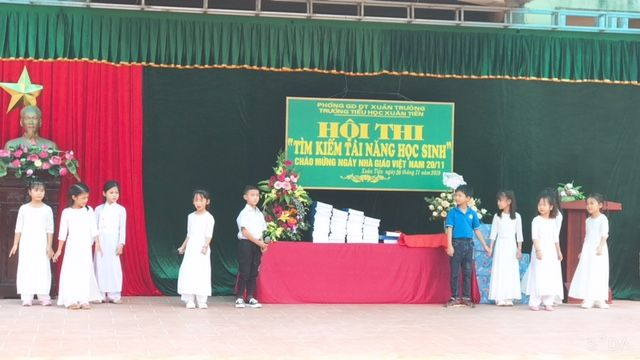 PHÒNG GD ĐT XUÂN TRƯỜNG
TRƯỜNG TIỂU HỌC XUÂN TIẾN
HỘI THI
"TÌM KIẾM TÀI NĂNG HỌC SINH"
CHÀO MỪNG NGÀY NHÀ GIÁO VIỆT NAM 20/11